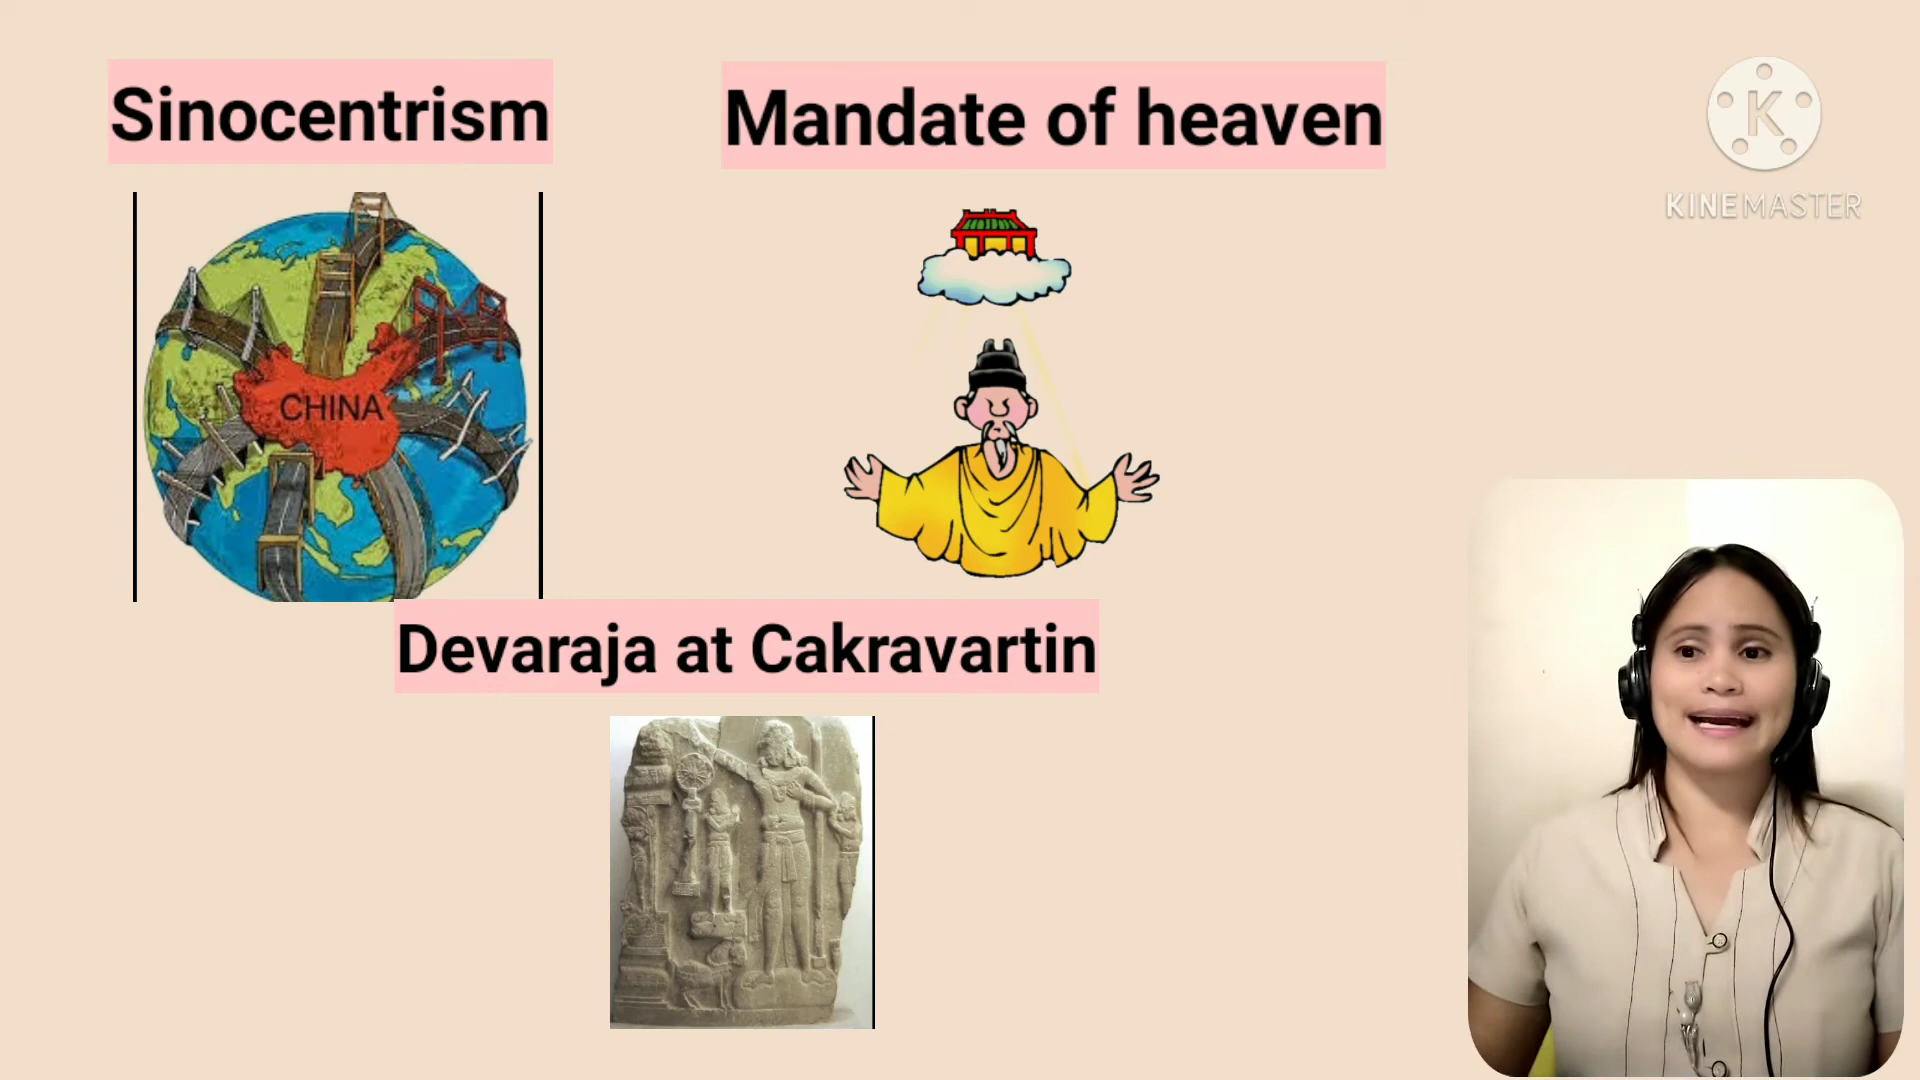 Sinocentrism
Mandate of heaven
K
KINEMASTER
CHINA
Devaraja at Cakravartin